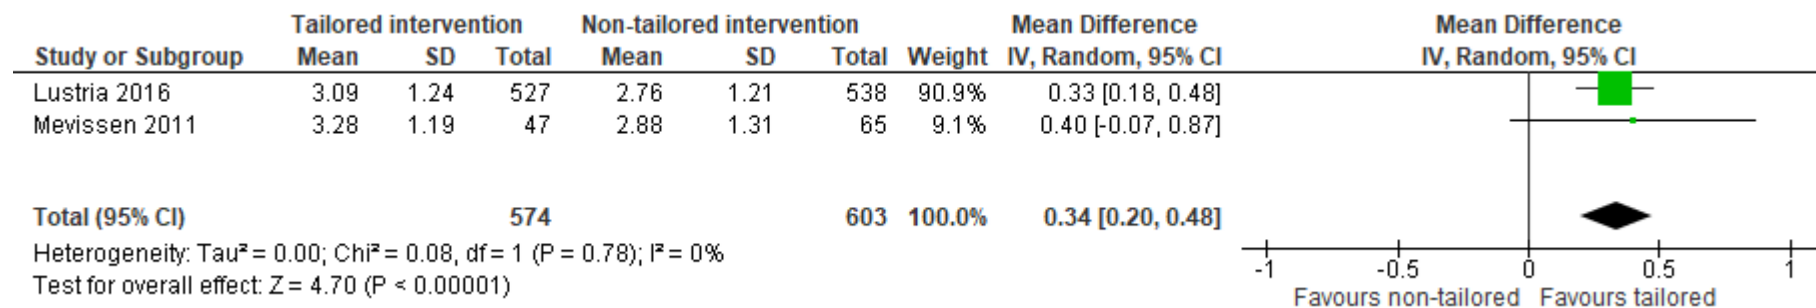 Tailored intervention Non-tailored intervention Mean Difference Mean Difference
Study or Subgroup Mean SD Total Mean SD Total Weight IV, Random, 95% CI IV, Random, 95% CI
Lustria 2016 3.09 1.24 527 2.76 1.21 538 90.9% 0.33 [0.18, 0.48]
Mevissen 2011 3.28 1.19 47 2.88 1.31 65 9.1% 0.40 [-0.07, 0.87]
Total (95% CI) 574 603 100.0% 0.34 [0.20, 0.48]
Heterogeneity: Tau² = 0.00; Chi² = 0.08, df = 1 (P = 0.78); I² = 0%
Test for overall effect: Z = 4.70 (P < 0.00001)
-1 -0.5 0 0.5 1
Favours non-tailored Favours tailored